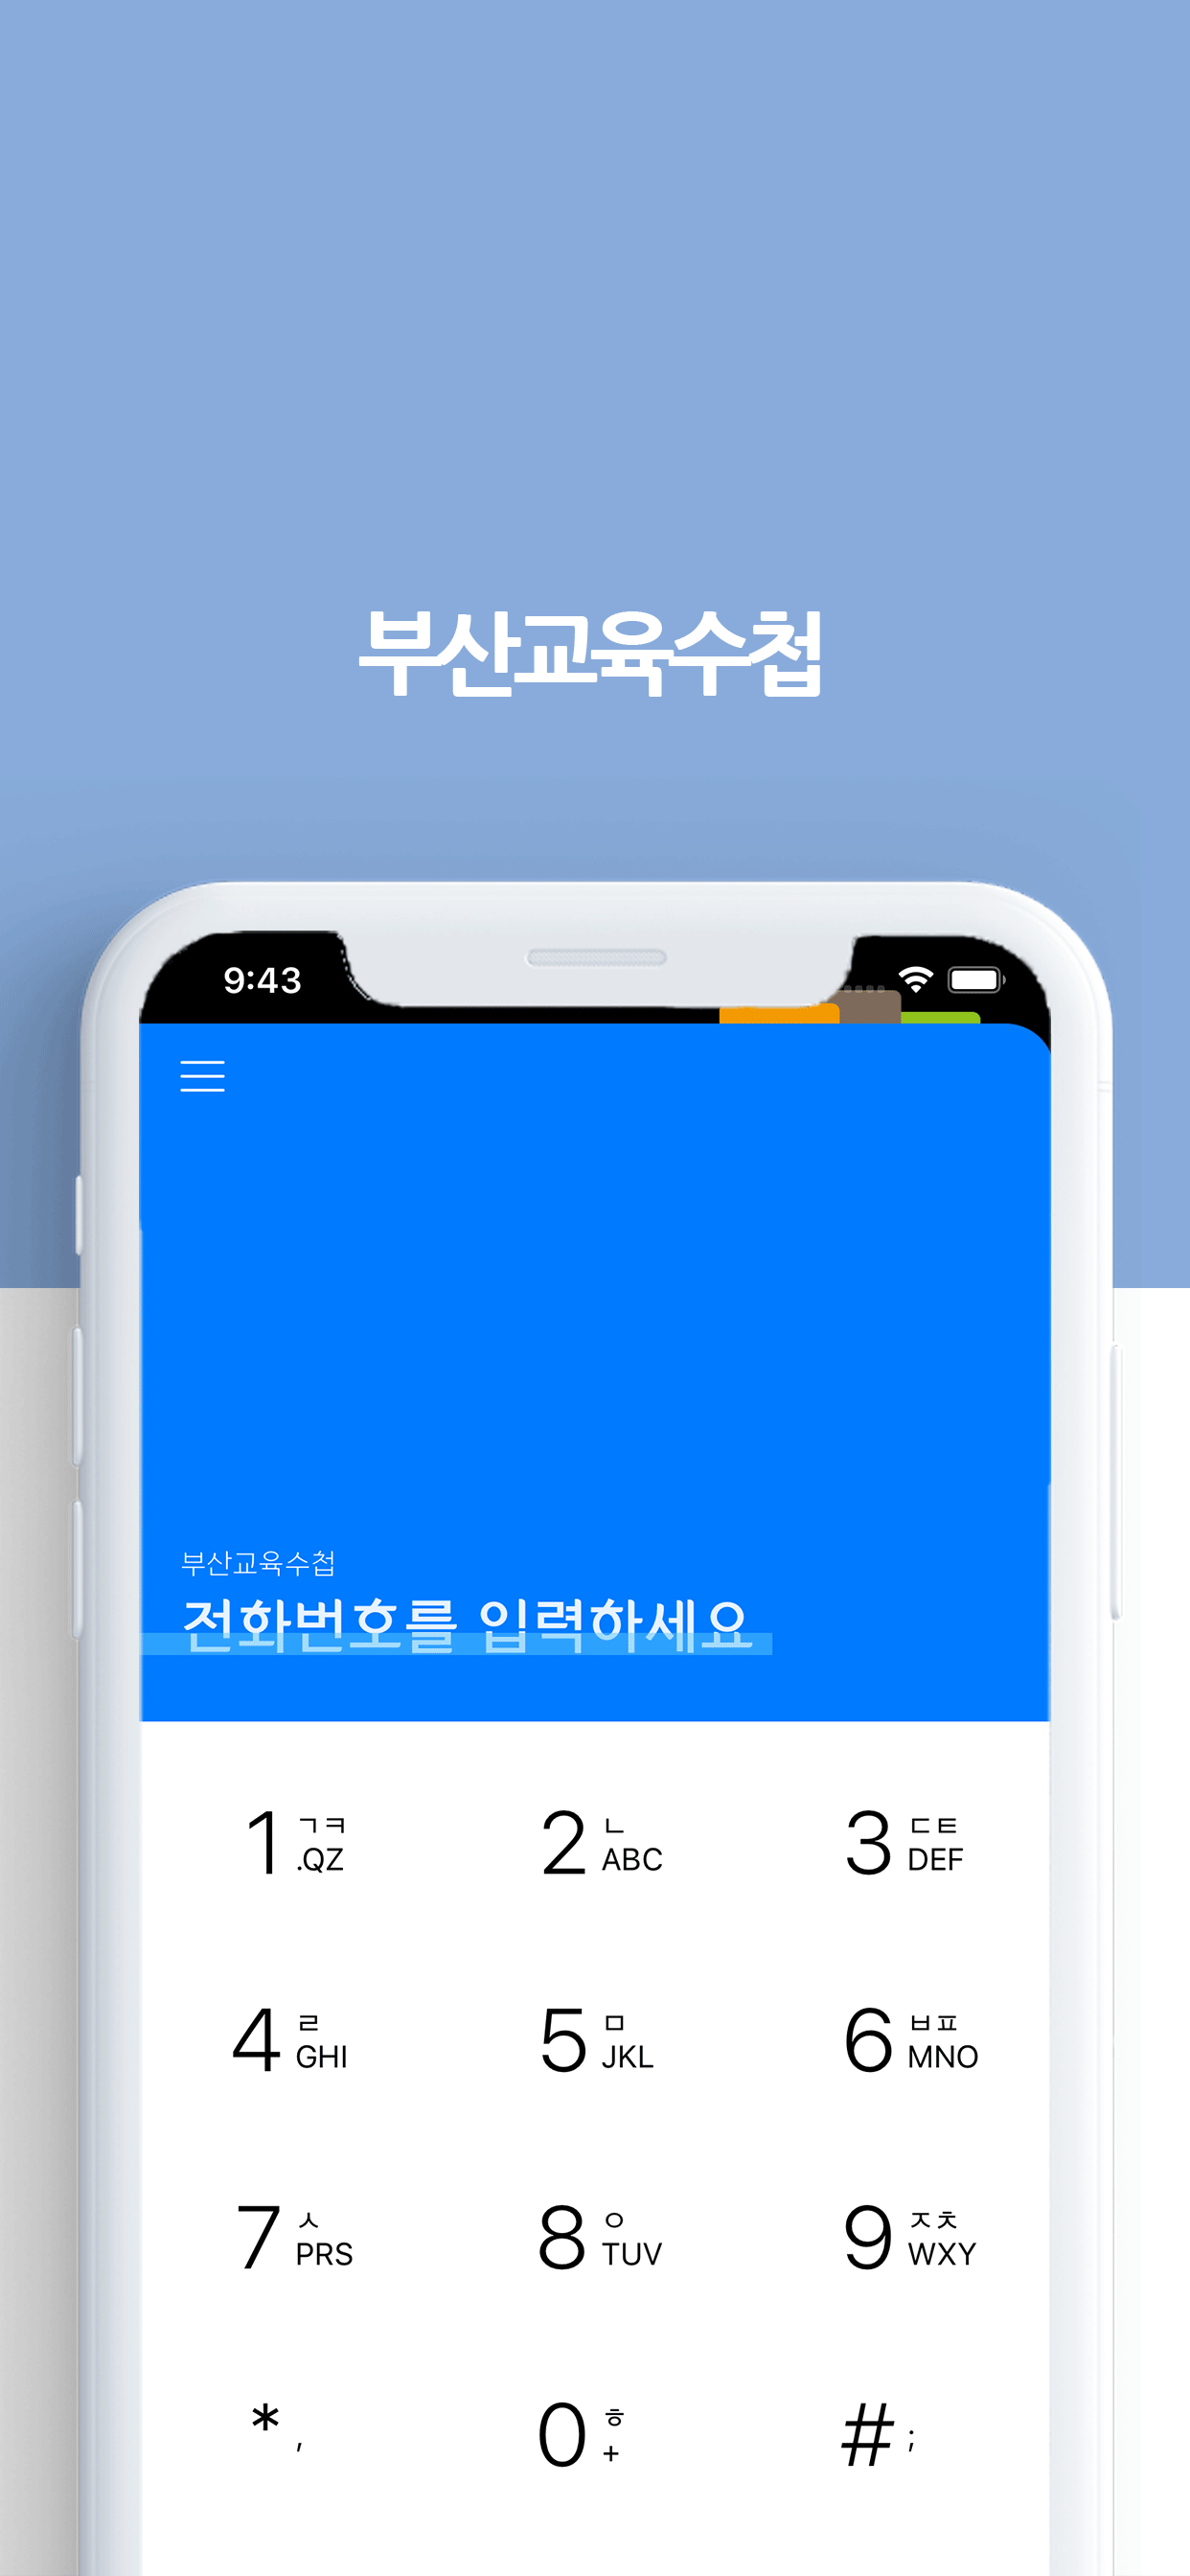 부산교육수첩
9:43
부산교육수첩
전화번호를 입력하세요
1 ㄱㅋ .QZ
2 ㄴ ABC
3 ㄷㅌ DEF
4 ㄹ GHI
5 ㅁ JKL
6 ㅂㅍ MNO
7 ㅅ PRS
8 ㅇ TUV
9 ㅈㅊ WXY
* ,
0 ㅎ +
# ;